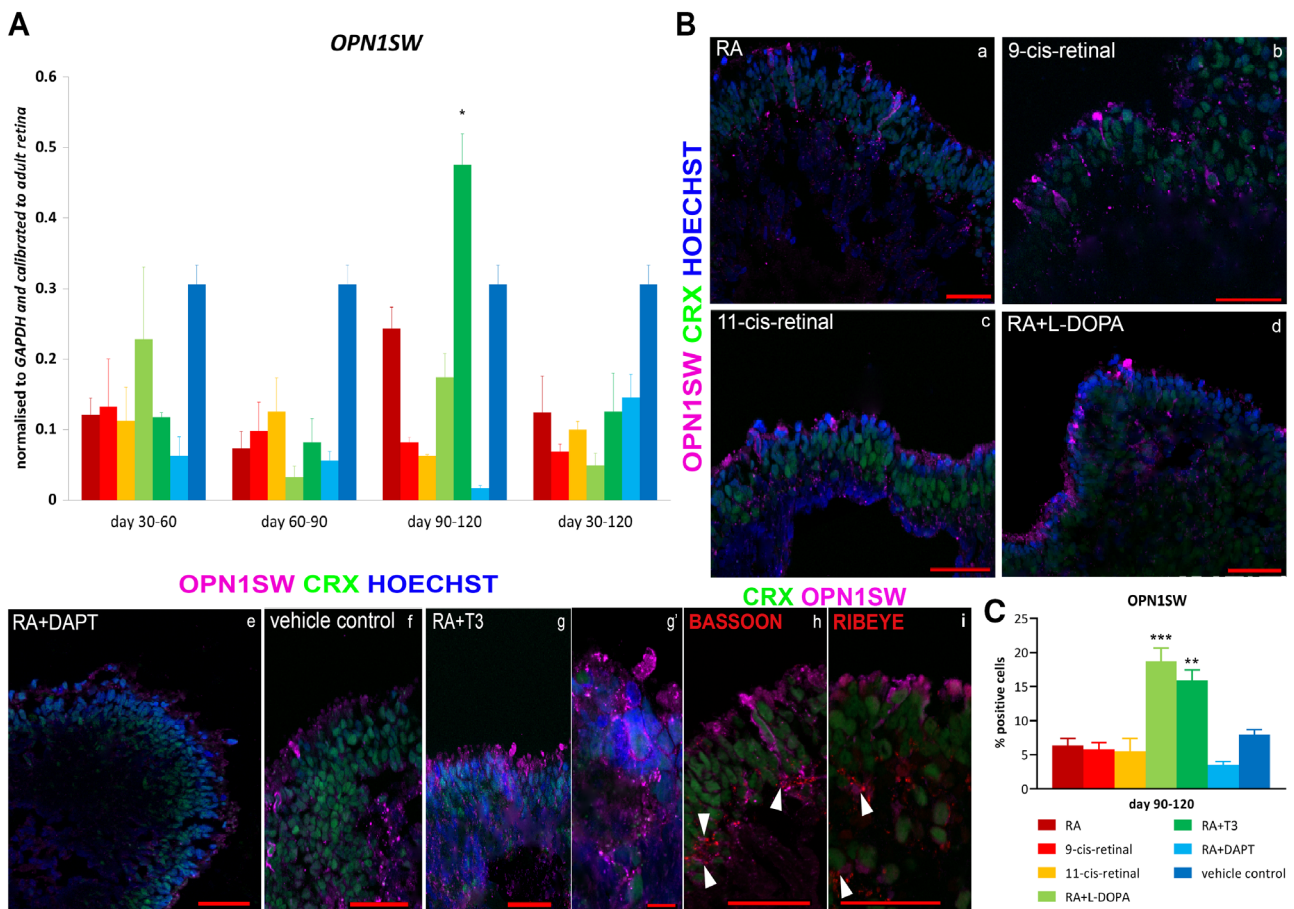 A
OPN1SW
normalised to GAPDH and calibrated to adult retina
0.6
0.5
0.4
0.3
0.2
0.1
0
*
day 30-60
day 60-90
day 90-120
day 30-120
B
OPN1SW CRX HOECHST
RA
a
9-cis-retinal
b
11-cis-retinal
c
RA+L-DOPA
d
OPN1SW CRX HOECHST
RA+DAPT
e
vehicle control
f
RA+T3
g
g'
CRX OPN1SW
BASSOON
h
RIBEYE
i
C
OPN1SW
% positive cells
25
20
15
10
5
0
***
**
day 90-120
RA
9-cis-retinal
11-cis-retinal
RA+L-DOPA
RA+T3
RA+DAPT
vehicle control